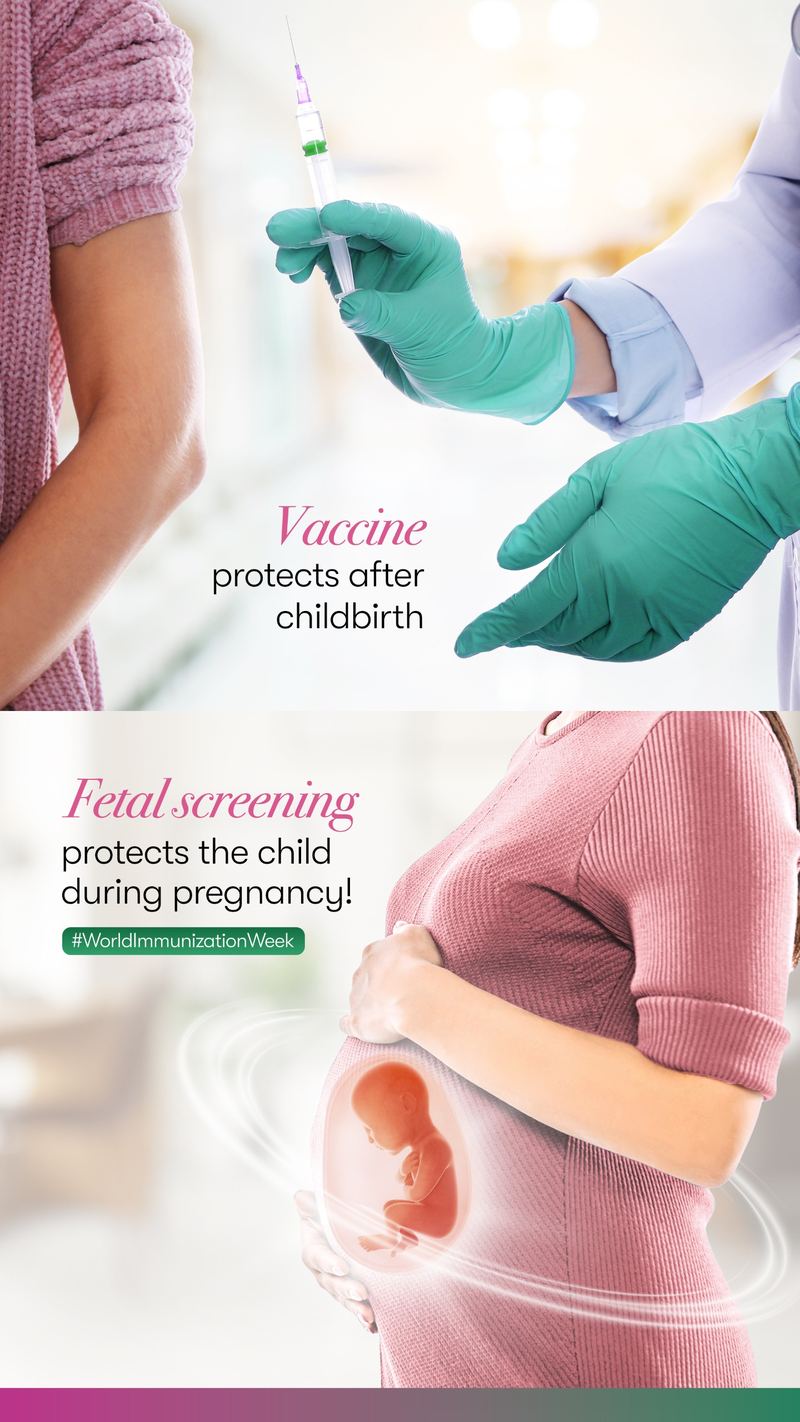 Vaccine
protects after
childbirth
Fetal screening
protects the child
during pregnancy!
#WorldImmunizationWeek